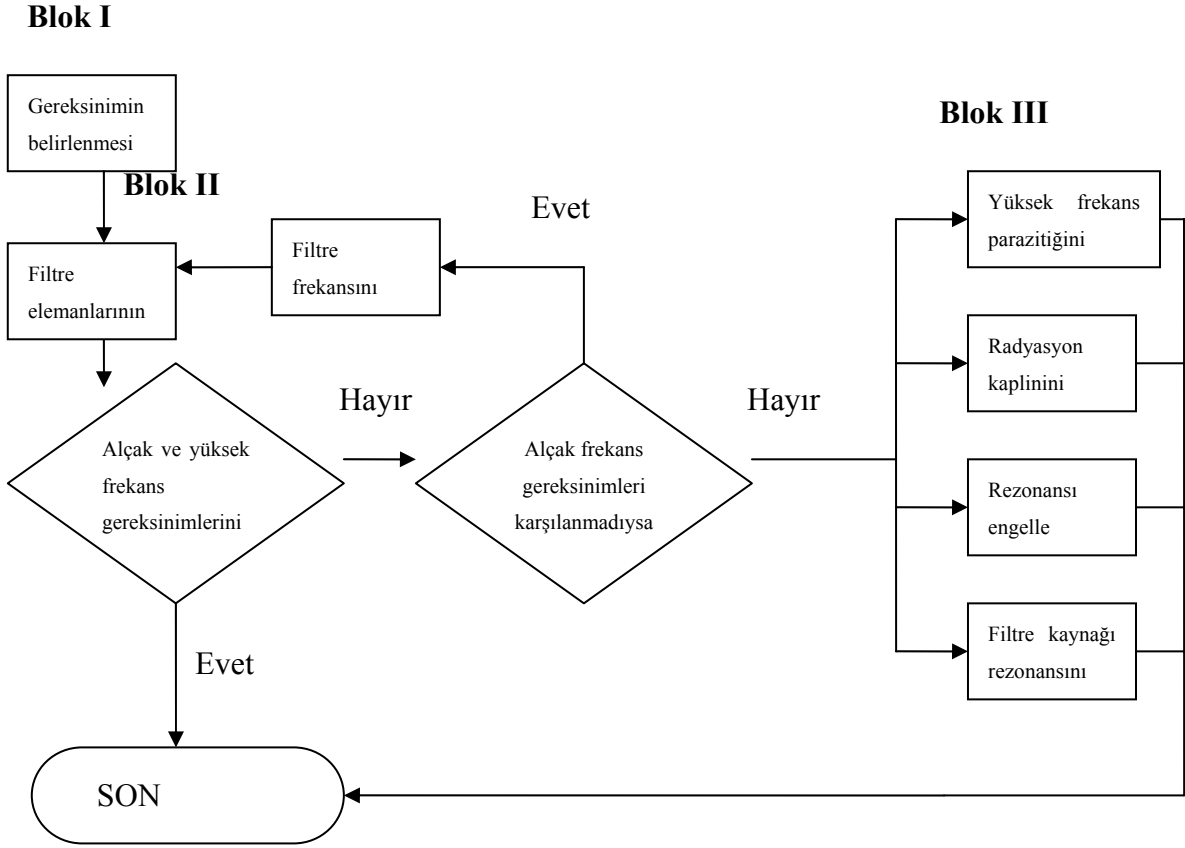 Blok I
Gereksinimin
belirlenmesi
Blok II
Filtre
elemanlarının
Filtre
frekansını
Evet
Alçak ve yüksek
frekans
gereksinimlerini
Hayır
Alçak frekans
gereksinimleri
karşılanmadıysa
Hayır
Evet
SON
Blok III
Yüksek frekans
parazitiğini
Radyasyon
kaplinini
Rezonansı
engelle
Filtre kaynağı
rezonansını